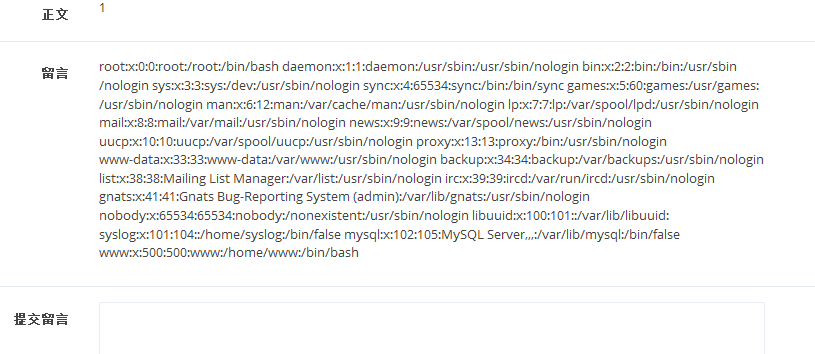 正文 1
留言 root:x:0:0:root:/root:/bin/bash daemon:x:1:1:daemon:/usr/sbin:/usr/sbin/nologin bin:x:2:2:bin:/bin:/usr/sbin
/nologin sys:x:3:3:sys:/dev:/usr/sbin/nologin sync:x:4:65534:sync:/bin:/bin/sync games:x:5:60:games:/usr/games:
/usr/sbin/nologin man:x:6:12:man:/var/cache/man:/usr/sbin/nologin lp:x:7:7:lp:/var/spool/lpd:/usr/sbin/nologin
mail:x:8:8:mail:/var/mail:/usr/sbin/nologin news:x:9:9:news:/var/spool/news:/usr/sbin/nologin
uucp:x:10:10:uucp:/var/spool/uucp:/usr/sbin/nologin proxy:x:13:13:proxy:/bin:/usr/sbin/nologin
www-data:x:33:33:www-data:/var/www:/usr/sbin/nologin backup:x:34:34:backup:/var/backups:/usr/sbin/nologin
list:x:38:38:Mailing List Manager:/var/list:/usr/sbin/nologin irc:x:39:39:ircd:/var/run/ircd:/usr/sbin/nologin
gnats:x:41:41:Gnats Bug-Reporting System (admin):/var/lib/gnats:/usr/sbin/nologin
nobody:x:65534:65534:nobody:/nonexistent:/usr/sbin/nologin libuuid:x:100:101::/var/lib/libuuid:
syslog:x:101:104::/home/syslog:/bin/false mysql:x:102:105:MySQL Server,,,:/var/lib/mysql:/bin/false
www:x:500:500:www:/home/www:/bin/bash
提交留言